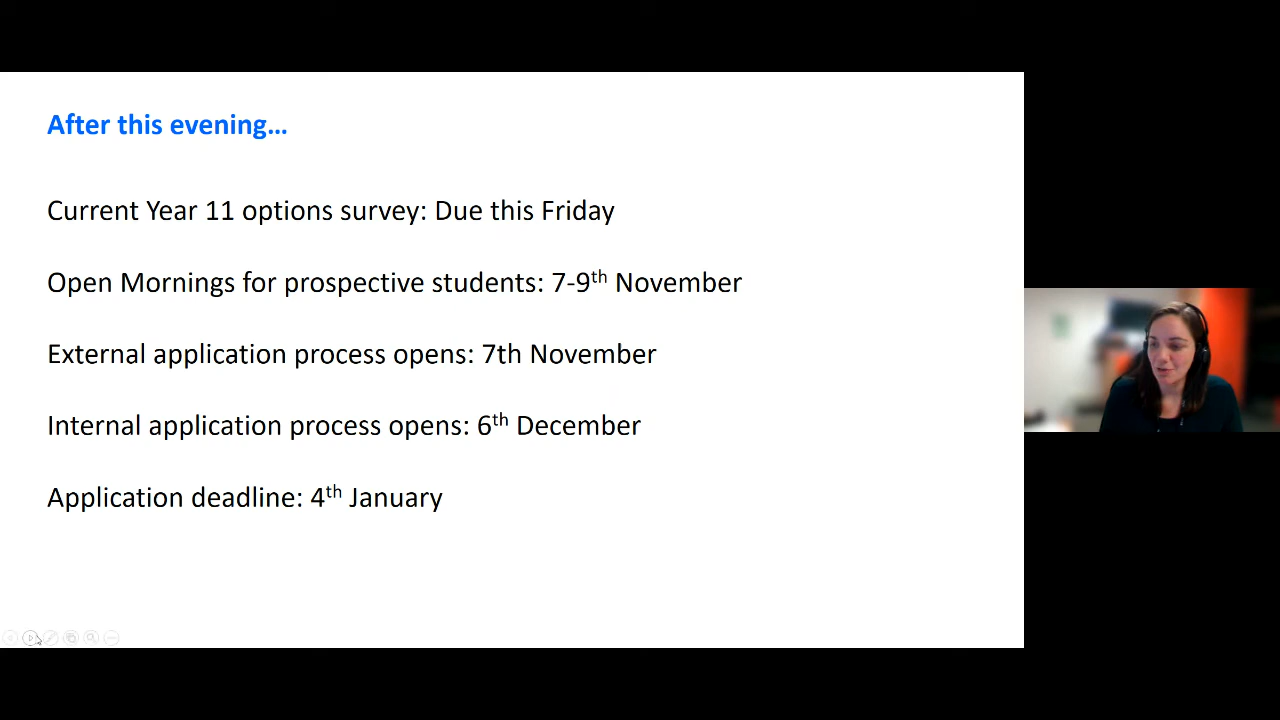 After this evening...
Current Year 11 options survey: Due this Friday
Open Mornings for prospective students: 7-9th November
External application process opens: 7th November
Internal application process opens: 6th December
Application deadline: 4th January